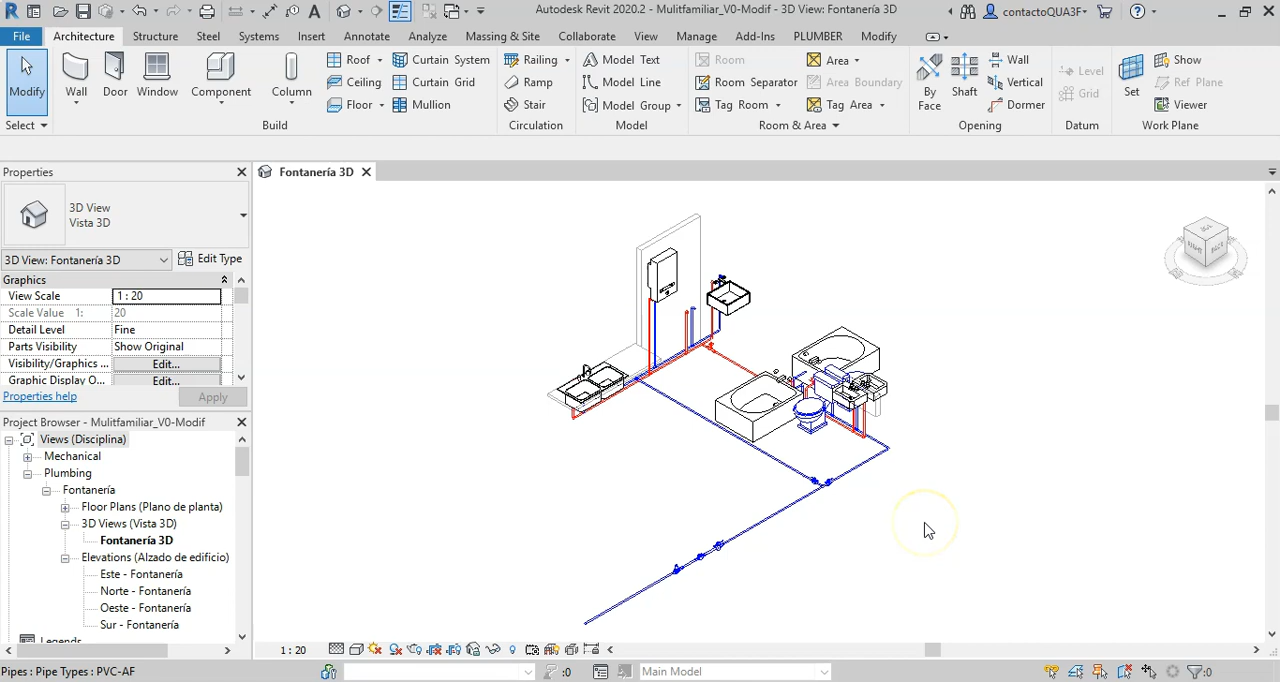 Autodesk Revit 2020.2 - Mulitfamiliar_V0-Modif - 3D View: Fontanería 3D
contactoQUA3F
File Architecture Structure Steel Systems Insert Annotate Analyze Massing & Site Collaborate View Manage Add-Ins PLUMBER Modify
Modify
Select
Wall
Door
Window
Component
Column
Roof
Ceiling
Floor
Curtain System
Curtain Grid
Mullion
Build
Railing
Ramp
Stair
Circulation
Model Text
Model Line
Model Group
Model
Room
Room Separator
Tag Room
Area
Area Boundary
Tag Area
Room & Area
By
Face
Shaft
Wall
Vertical
Dormer
Opening
Level
Grid
Datum
Set
Show
Ref Plane
Viewer
Work Plane
Properties
3D View
Vista 3D
3D View: Fontanería 3D
Edit Type
Graphics
View Scale 1 : 20
Scale Value 1: 20
Detail Level Fine
Parts Visibility Show Original
Visibility/Graphics ... Edit...
Graphic Display O... Edit...
Properties help
Apply
Project Browser - Mulitfamiliar_V0-Modif
Views (Disciplina)
Mechanical
Plumbing
Fontanería
Floor Plans (Plano de planta)
3D Views (Vista 3D)
Fontanería 3D
Elevations (Alzado de edificio)
Este - Fontanería
Norte - Fontanería
Oeste - Fontanería
Sur - Fontanería
Legends
Fontanería 3D
RIGHT
BACK
1 : 20
Pipes : Pipe Types : PVC-AF
:0
Main Model
:0